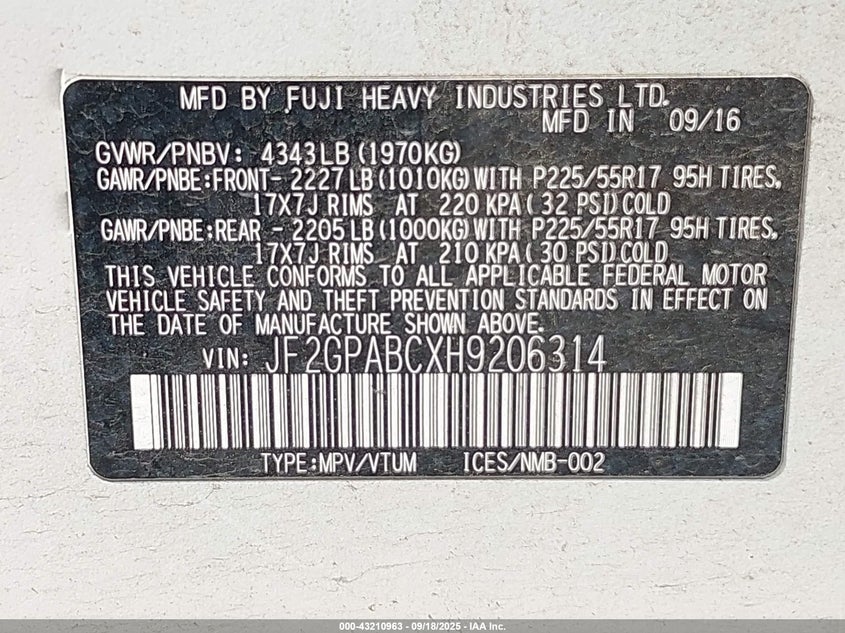 MFD BY FUJI HEAVY INDUSTRIES LTD.
MFD IN 09/16
GVWR/PNBV: 4343LB (1970KG)
GAWR/PNBE:FRONT- 2227 LB (1010KG) WITH P225/55R17 95H TIRES,
17X7J RIMS AT 220 KPA (32 PSI) COLD
GAWR/PNBE:REAR - 2205 LB (1000KG) WITH P225/55R17 95H TIRES,
17X7J RIMS AT 210 KPA (30 PSI) COLD
THIS VEHICLE CONFORMS TO ALL APPLICABLE FEDERAL MOTOR
VEHICLE SAFETY AND THEFT PREVENTION STANDARDS IN EFFECT ON
THE DATE OF MANUFACTURE SHOWN ABOVE.
VIN: JF2GPABCXH9206314
TYPE:MPV/VTUM ICES/NMB-002
000-43210963 - 09/18/2025 - IAA Inc.